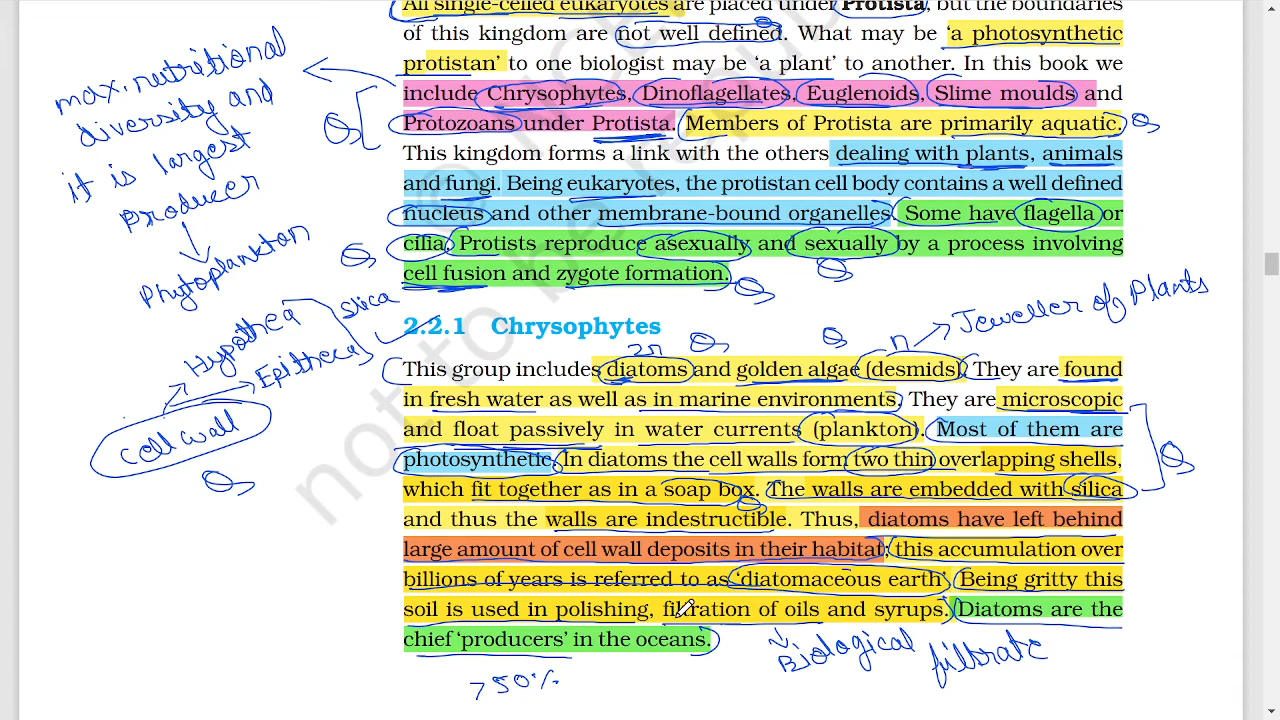 All single-celled eukaryotes are placed under Protista, but the boundaries
of this kingdom are not well defined. What may be ‘a photosynthetic
protistan’ to one biologist may be ‘a plant’ to another. In this book we
include Chrysophytes, Dinoflagellates, Euglenoids, Slime moulds and
Protozoans under Protista. Members of Protista are primarily aquatic.
This kingdom forms a link with the others dealing with plants, animals
and fungi. Being eukaryotes, the protistan cell body contains a well defined
nucleus and other membrane-bound organelles. Some have flagella or
cilia. Protists reproduce asexually and sexually by a process involving
cell fusion and zygote formation.
max. nutritional
diversity and
it is largest
producer
Phytoplankton
2.2.1 Chrysophytes
n → Jeweller of Plants
2n
This group includes diatoms and golden algae (desmids). They are found
in fresh water as well as in marine environments. They are microscopic
and float passively in water currents (plankton). Most of them are
photosynthetic. In diatoms the cell walls form two thin overlapping shells,
which fit together as in a soap box. The walls are embedded with silica
and thus the walls are indestructible. Thus, diatoms have left behind
large amount of cell wall deposits in their habitat; this accumulation over
billions of years is referred to as ‘diatomaceous earth’. Being gritty this
soil is used in polishing, filtration of oils and syrups. Diatoms are the
chief ‘producers’ in the oceans.
Hypothea
Epithea
silica
cell wall
Biological filtrate
>50%
not to be republ